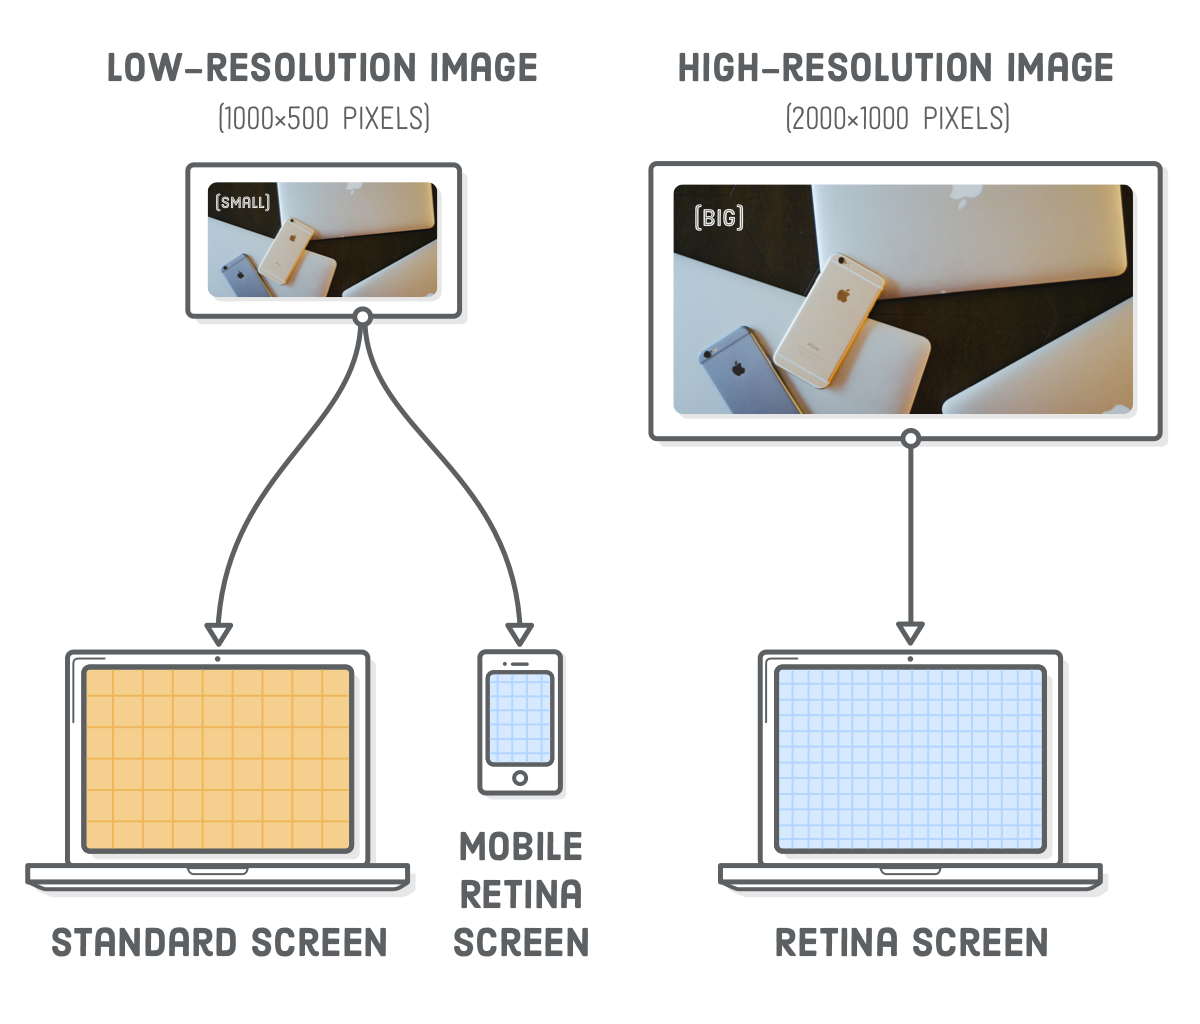 LOW-RESOLUTION IMAGE
(1000×500 PIXELS)
(SMALL)
HIGH-RESOLUTION IMAGE
(2000×1000 PIXELS)
(BIG)
STANDARD SCREEN
MOBILE
RETINA
SCREEN
RETINA SCREEN